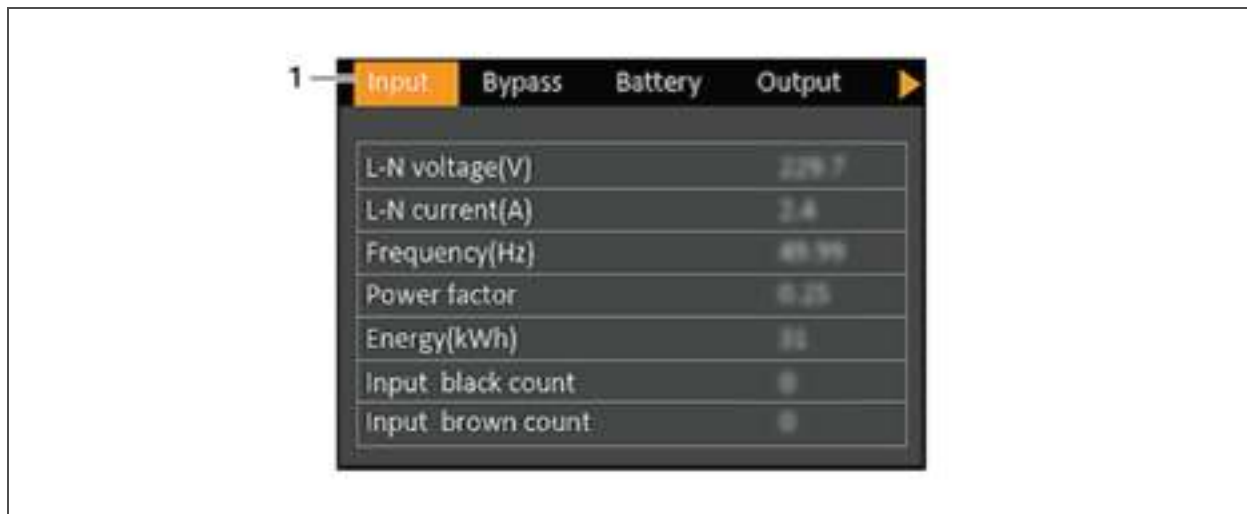 1
Input Bypass Battery Output
L-N voltage(V)
L-N current(A)
Frequency(Hz)
Power factor
Energy(kWh)
Input black count
Input brown count